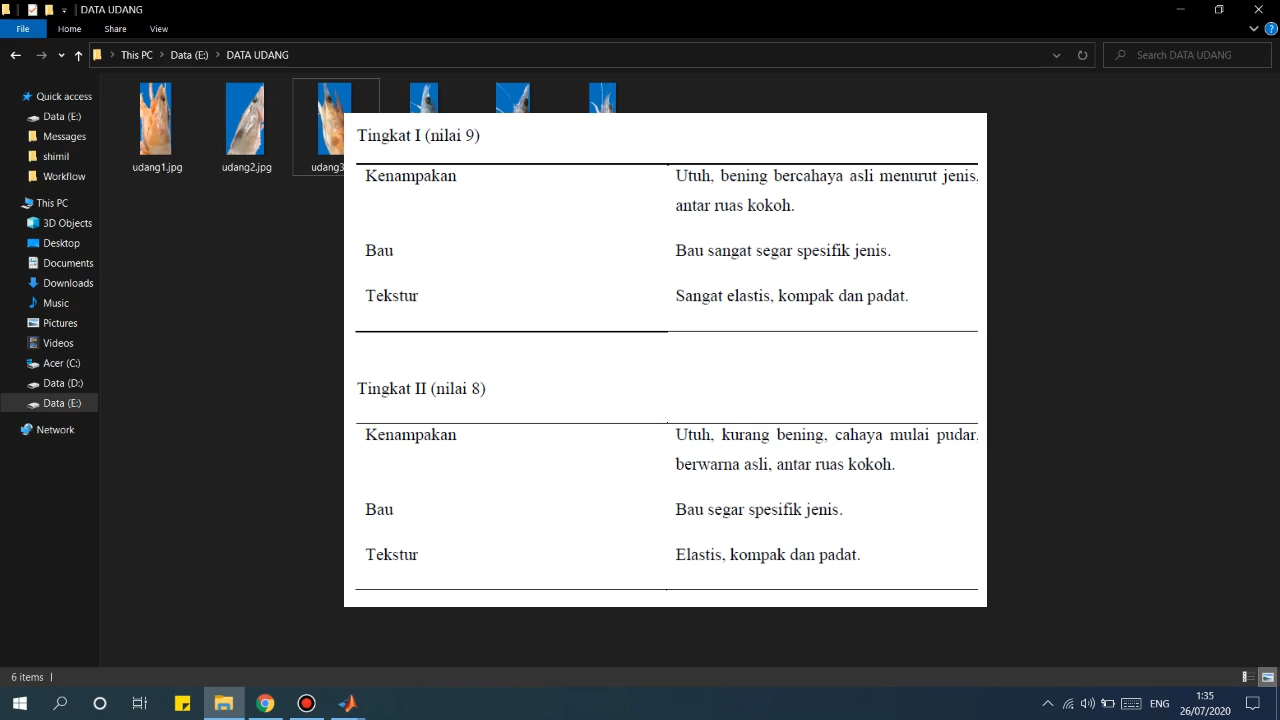 DATA UDANG
File Home Share View
This PC Data (E:) DATA UDANG
Search DATA UDANG
Quick access
Data (E:)
Messages
shimil
Workflow
This PC
3D Objects
Desktop
Documents
Downloads
Music
Pictures
Videos
Acer (C:)
Data (D:)
Data (E:)
Network
udang1.jpg udang2.jpg udang3
Tingkat I (nilai 9)
Kenampakan Utuh, bening bercahaya asli menurut jenis,
antar ruas kokoh.
Bau Bau sangat segar spesifik jenis.
Tekstur Sangat elastis, kompak dan padat.
Tingkat II (nilai 8)
Kenampakan Utuh, kurang bening, cahaya mulai pudar,
berwarna asli, antar ruas kokoh.
Bau Bau segar spesifik jenis.
Tekstur Elastis, kompak dan padat.
6 items
ENG
1:35
26/07/2020